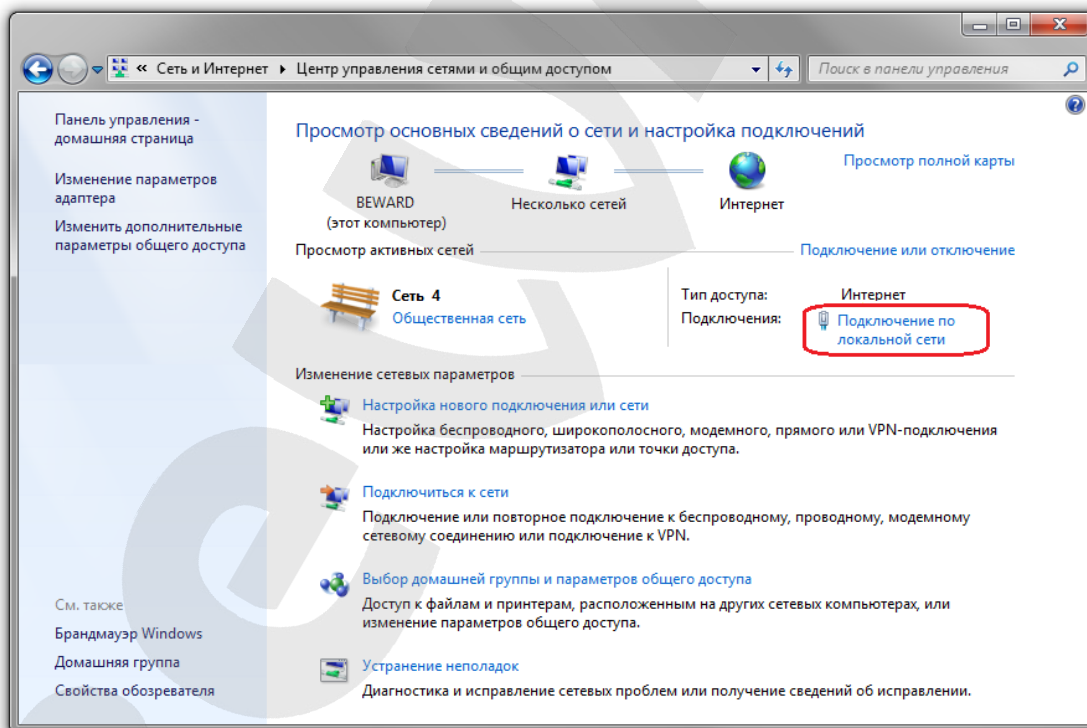 « Сеть и Интернет ▸ Центр управления сетями и общим доступом
Поиск в панели управления
Панель управления -
домашняя страница
Изменение параметров
адаптера
Изменить дополнительные
параметры общего доступа
См. также
Брандмауэр Windows
Домашняя группа
Свойства обозревателя
Просмотр основных сведений о сети и настройка подключений
BEWARD
(этот компьютер)
Несколько сетей
Интернет
Просмотр полной карты
Просмотр активных сетей
Подключение или отключение
Сеть 4
Общественная сеть
Тип доступа: Интернет
Подключения: Подключение по
локальной сети
Изменение сетевых параметров
Настройка нового подключения или сети
Настройка беспроводного, широкополосного, модемного, прямого или VPN-подключения
или же настройка маршрутизатора или точки доступа.
Подключиться к сети
Подключение или повторное подключение к беспроводному, проводному, модемному
сетевому соединению или подключение к VPN.
Выбор домашней группы и параметров общего доступа
Доступ к файлам и принтерам, расположенным на других сетевых компьютерах, или
изменение параметров общего доступа.
Устранение неполадок
Диагностика и исправление сетевых проблем или получение сведений об исправлении.